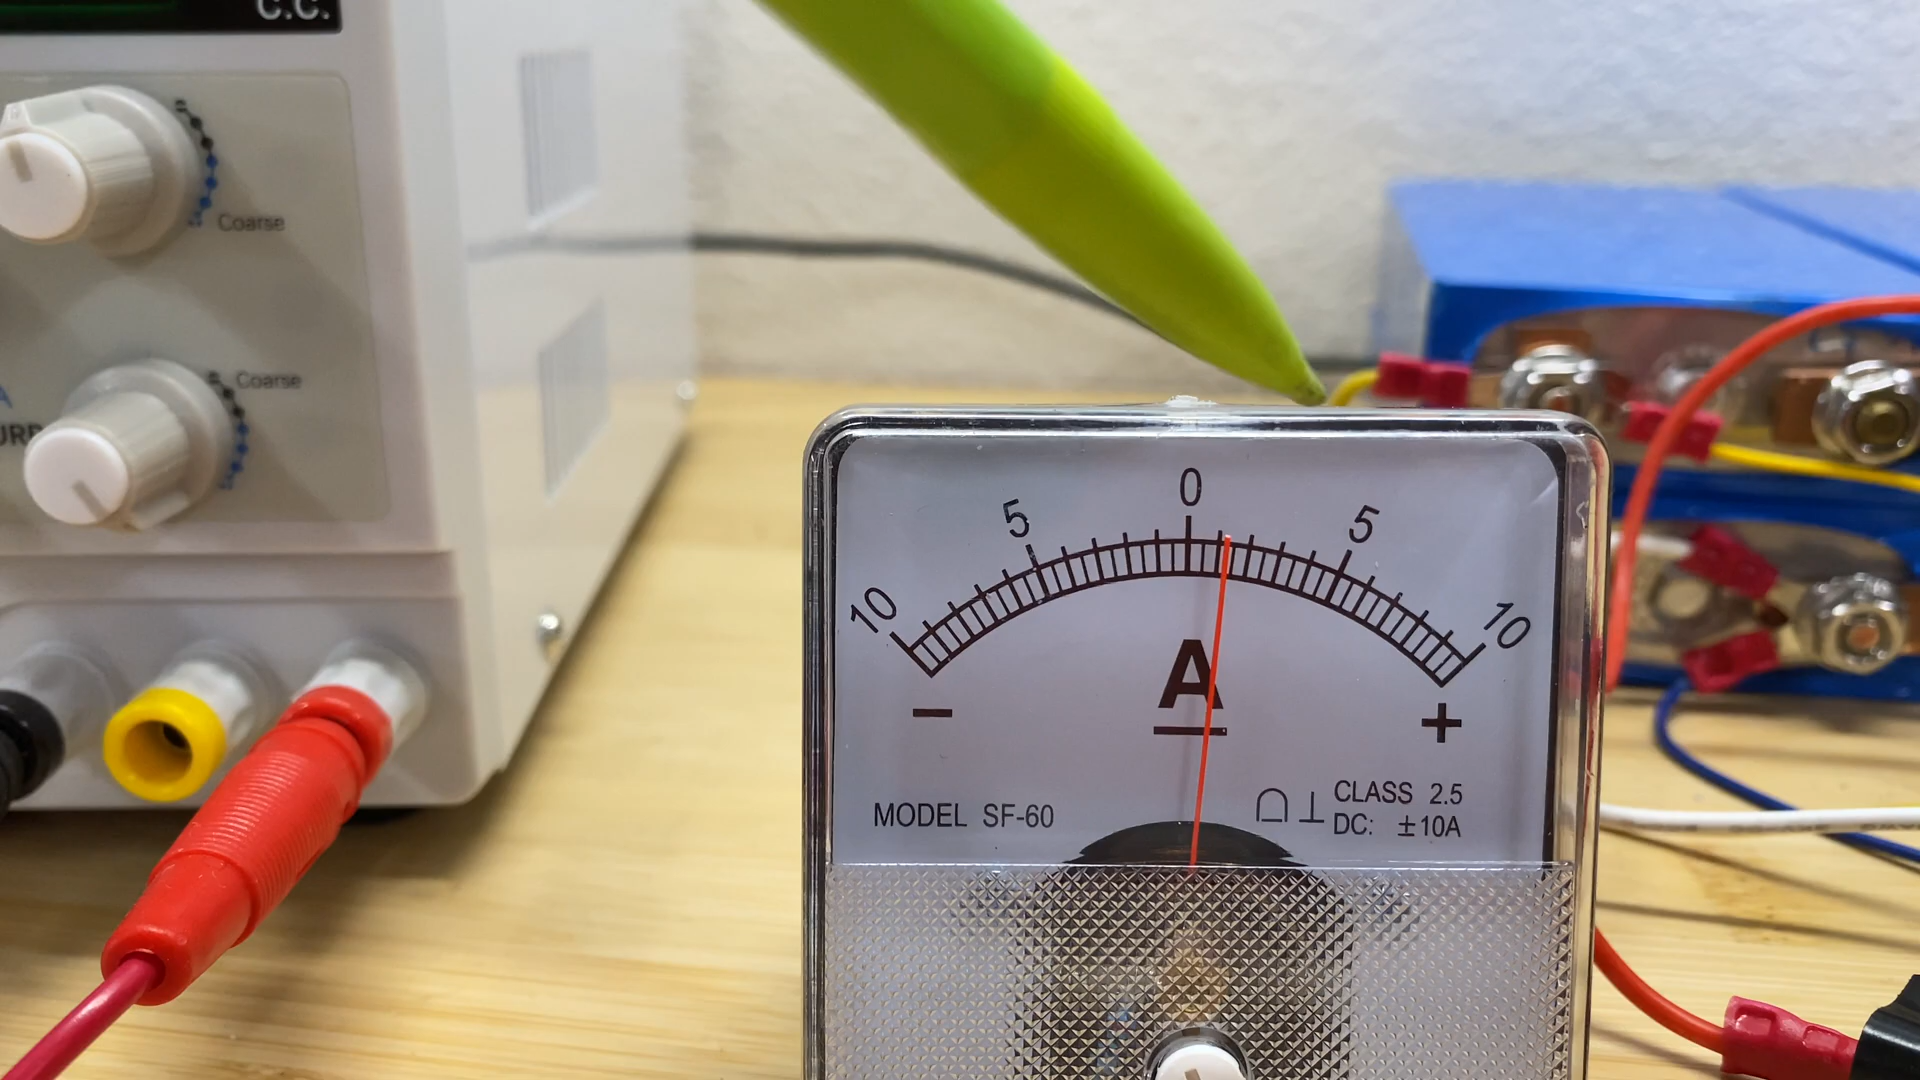 C.C.
Coarse
Coarse
A
0
5
5
10
10
A
−
+
MODEL SF-60
CLASS 2.5
DC: ±10A